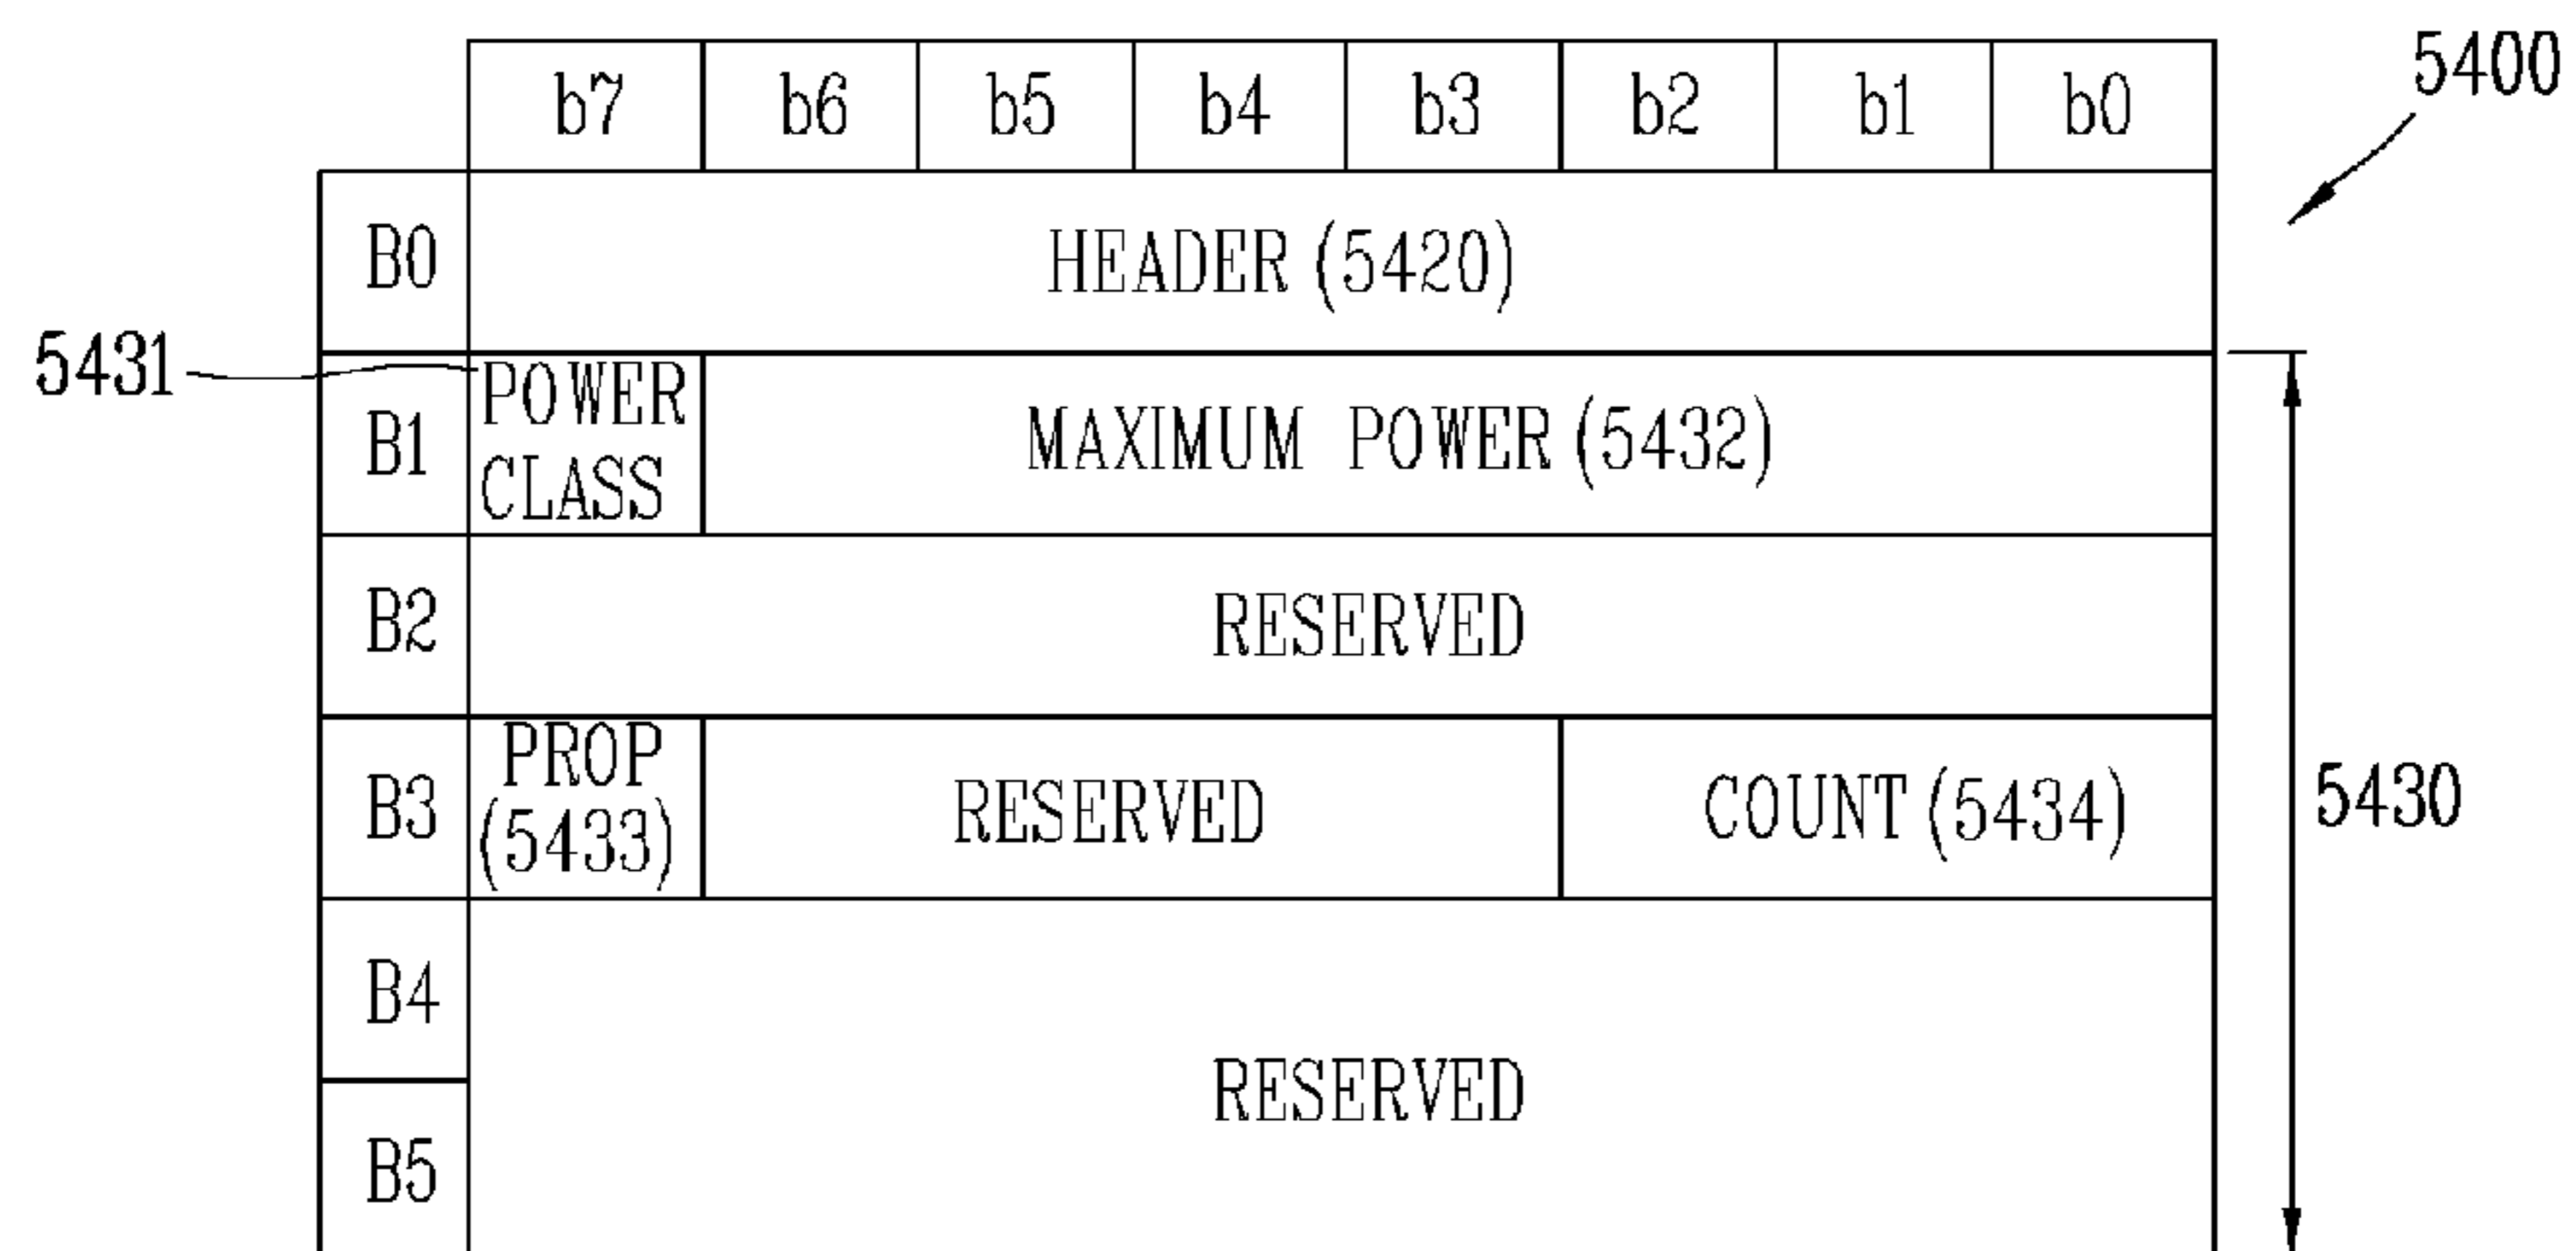 b7 b6 b5 b4 b3 b2 b1 b0
5400
B0 HEADER (5420)
5431
B1 POWER CLASS MAXIMUM POWER (5432)
B2 RESERVED
B3 PROP (5433) RESERVED COUNT (5434)
5430
B4
RESERVED
B5